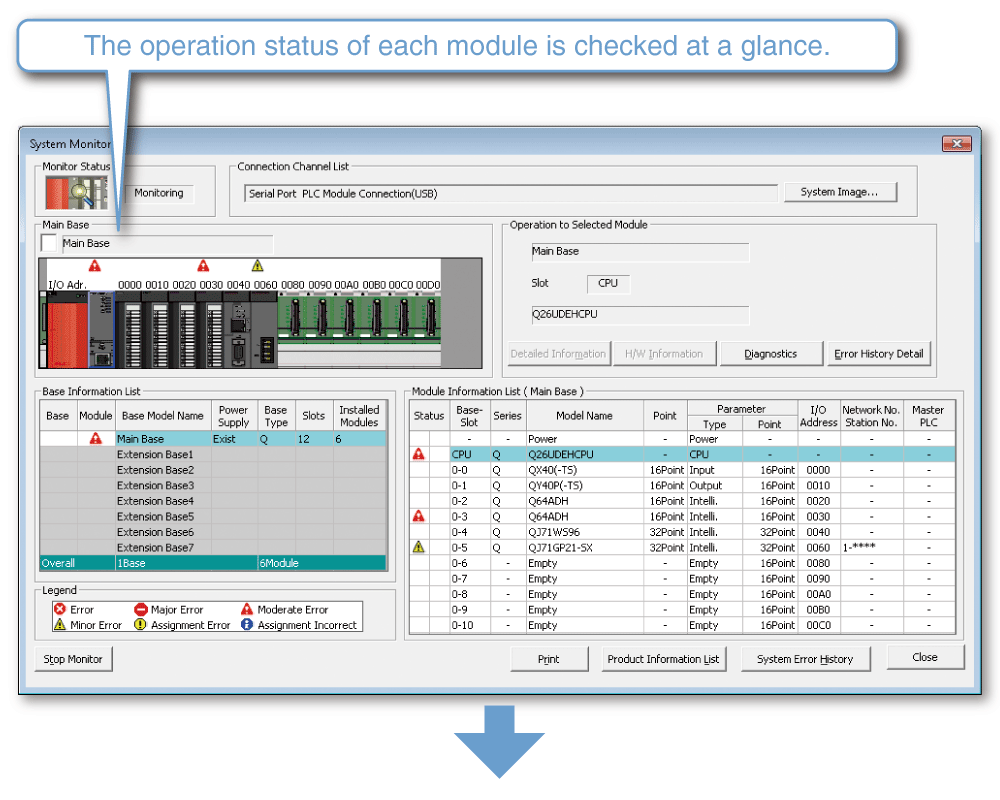 The operation status of each module is checked at a glance.
System Monitor
Monitor Status
Monitoring
Connection Channel List
Serial Port PLC Module Connection(USB)
System Image...
Main Base
Main Base
I/O Adr. 0000 0010 0020 0030 0040 0060 0080 0090 00A0 00B0 00C0 00D0
Operation to Selected Module
Main Base
Slot CPU
Q26UDEHCPU
Detailed Information H/W Information Diagnostics Error History Detail
Base Information List
Base Module Base Model Name Power Supply Base Type Slots Installed Modules
Main Base Exist Q 12 6
Extension Base1
Extension Base2
Extension Base3
Extension Base4
Extension Base5
Extension Base6
Extension Base7
Overall 1Base 6Module
Legend
Error Major Error Moderate Error
Minor Error Assignment Error Assignment Incorrect
Module Information List ( Main Base )
Status Base-Slot Series Model Name Point Parameter Type Point I/O Address Network No. Station No. Master PLC
- - Power - Power - - - -
CPU Q Q26UDEHCPU - CPU - - - -
0-0 Q QX40(-TS) 16Point Input 16Point 0000 - -
0-1 Q QY40P(-TS) 16Point Output 16Point 0010 - -
0-2 Q Q64ADH 16Point Intelli. 16Point 0020 - -
0-3 Q Q64ADH 16Point Intelli. 16Point 0030 - -
0-4 Q QJ71WS96 32Point Intelli. 32Point 0040 - -
0-5 Q QJ71GP21-SX 32Point Intelli. 32Point 0060 1-**** -
0-6 - Empty - Empty 16Point 0080 - -
0-7 - Empty - Empty 16Point 0090 - -
0-8 - Empty - Empty 16Point 00A0 - -
0-9 - Empty - Empty 16Point 00B0 - -
0-10 - Empty - Empty 16Point 00C0 - -
Stop Monitor Print Product Information List System Error History Close